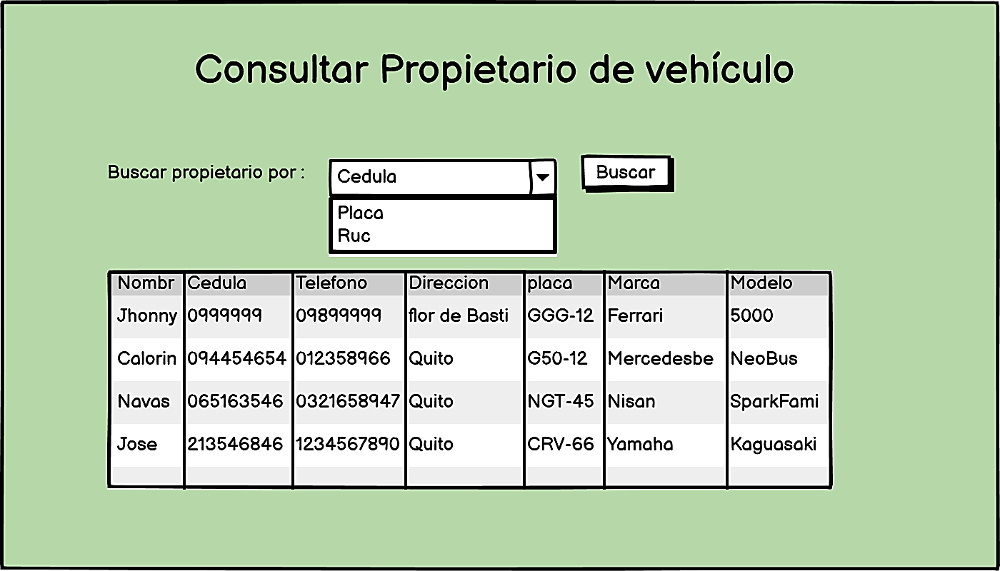 Consultar Propietario de vehículo
Buscar propietario por : Cedula Buscar
Placa
Ruc
Nombr Cedula Telefono Direccion placa Marca Modelo
Jhonny 0999999 09899999 flor de Basti GGG-12 Ferrari 5000
Calorin 094454654 012358966 Quito G50-12 Mercedesbe NeoBus
Navas 065163546 0321658947 Quito NGT-45 Nisan SparkFami
Jose 213546846 1234567890 Quito CRV-66 Yamaha Kaguasaki